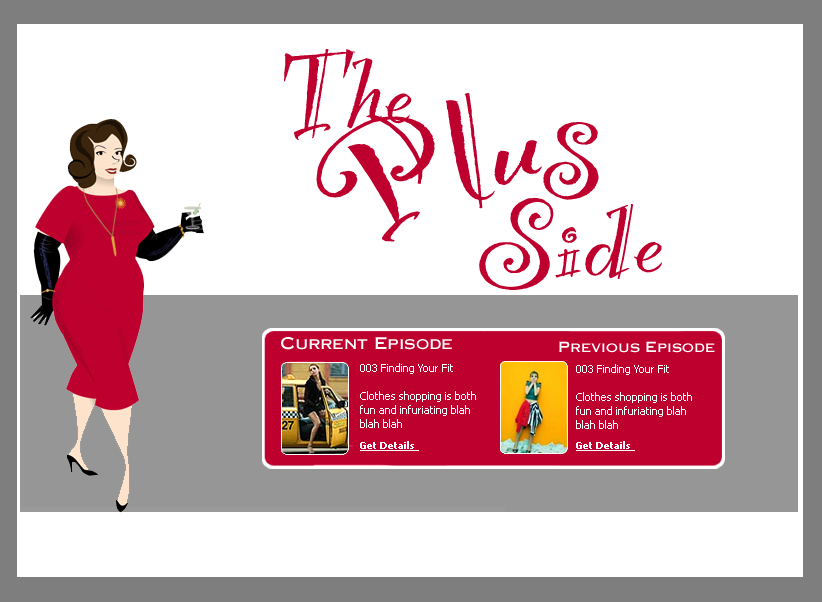 The
Plus
Side
Current Episode
003 Finding Your Fit
Clothes shopping is both
fun and infuriating blah
blah blah
Get Details
Previous Episode
003 Finding Your Fit
Clothes shopping is both
fun and infuriating blah
blah blah
Get Details
27